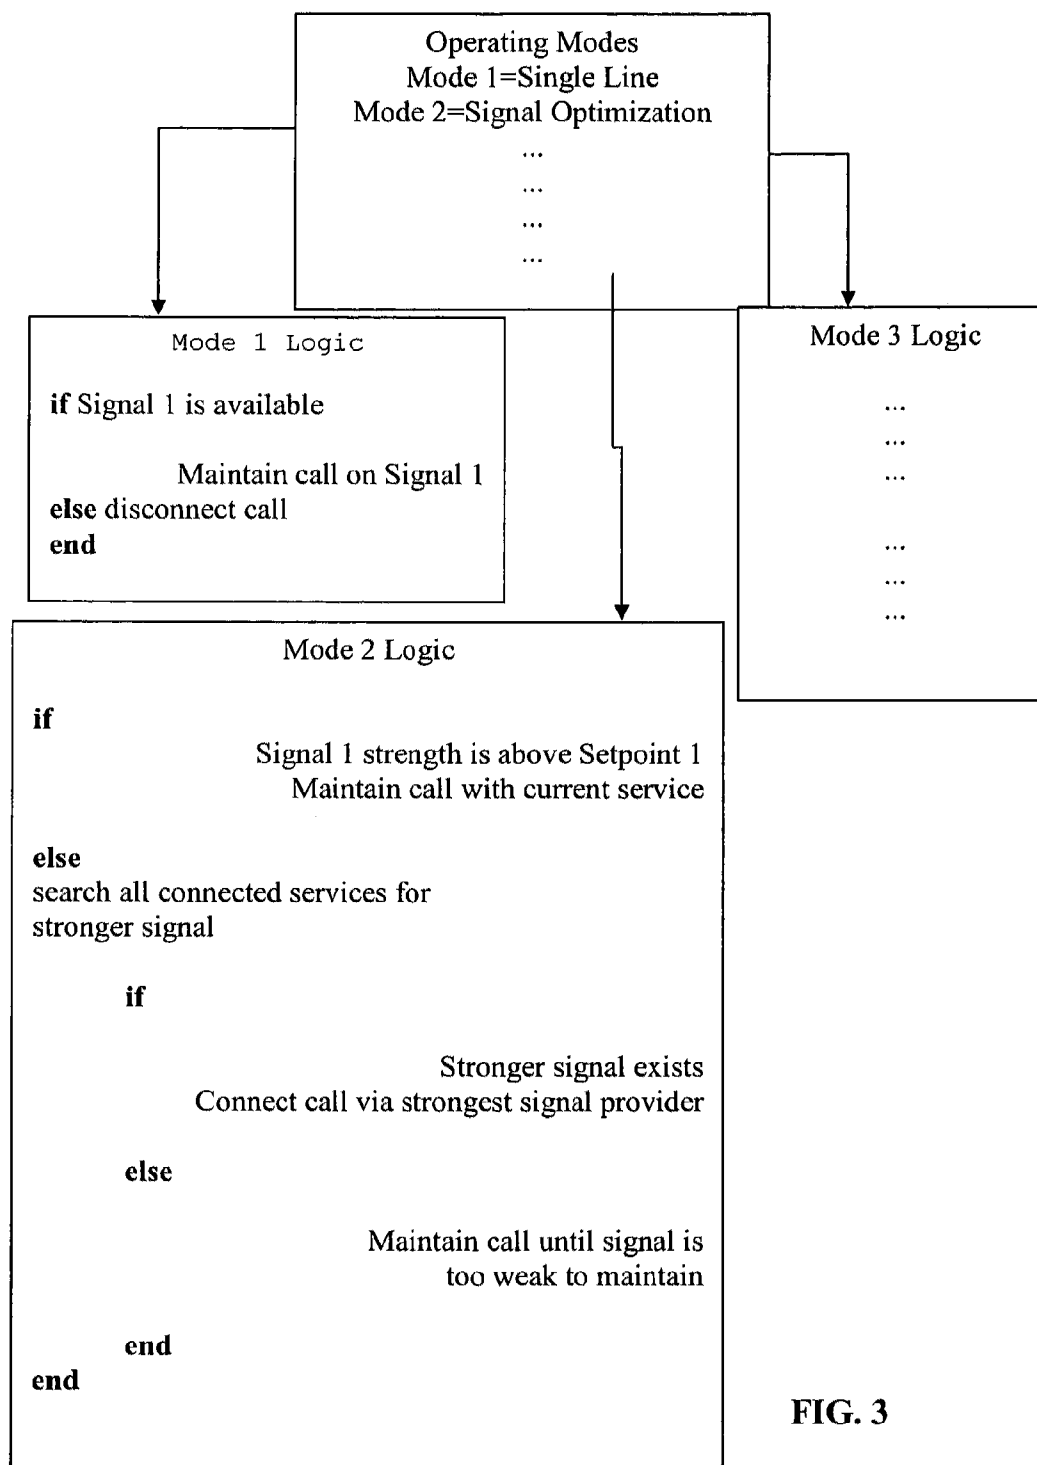 Operating Modes
Mode 1=Single Line
Mode 2=Signal Optimization
...
...
...
...
Mode 1 Logic
if Signal 1 is available
Maintain call on Signal 1
else disconnect call
end
Mode 3 Logic
...
...
...
...
...
...
Mode 2 Logic
if
Signal 1 strength is above Setpoint 1
Maintain call with current service
else
search all connected services for
stronger signal
if
Stronger signal exists
Connect call via strongest signal provider
else
Maintain call until signal is
too weak to maintain
end
end
FIG. 3